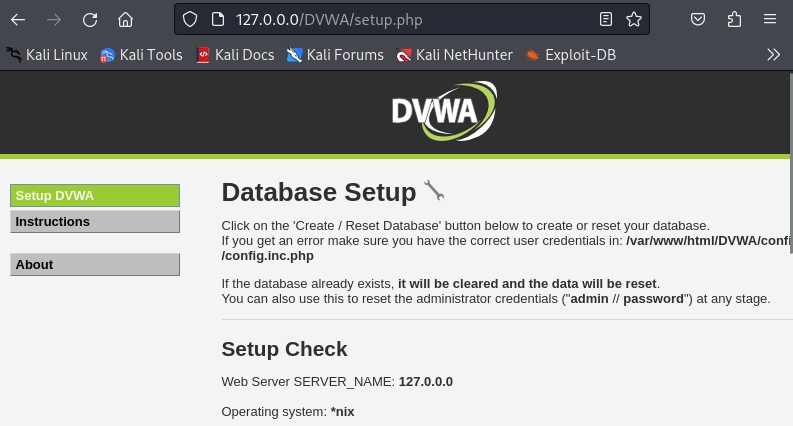 127.0.0.0/DVWA/setup.php
Kali Linux Kali Tools Kali Docs Kali Forums Kali NetHunter Exploit-DB
DVWA
Setup DVWA
Instructions
About
Database Setup
Click on the 'Create / Reset Database' button below to create or reset your database.
If you get an error make sure you have the correct user credentials in: /var/www/html/DVWA/confi
/config.inc.php
If the database already exists, it will be cleared and the data will be reset.
You can also use this to reset the administrator credentials ("admin // password") at any stage.
Setup Check
Web Server SERVER_NAME: 127.0.0.0
Operating system: *nix